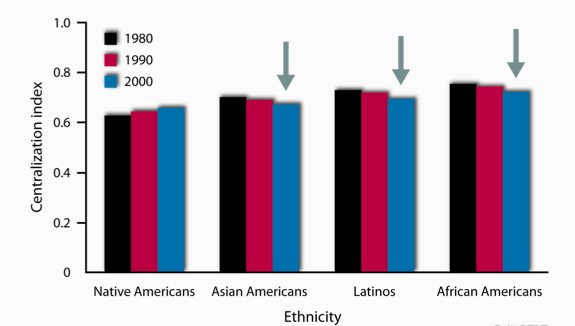 1.0
1980
1990
0.8
2000
0.6
0.4
0.2
0
Centralization index
Native Americans
Asian Americans
Latinos
African Americans
Ethnicity